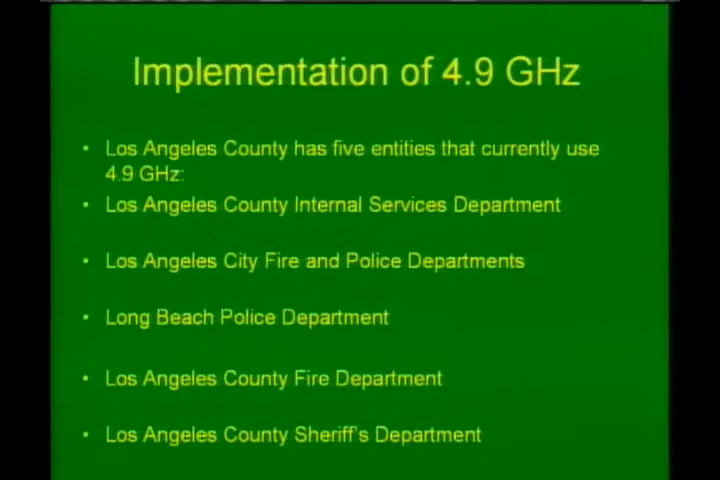 Implementation of 4.9 GHz
• Los Angeles County has five entities that currently use
4.9 GHz:
• Los Angeles County Internal Services Department
• Los Angeles City Fire and Police Departments
• Long Beach Police Department
• Los Angeles County Fire Department
• Los Angeles County Sheriff's Department